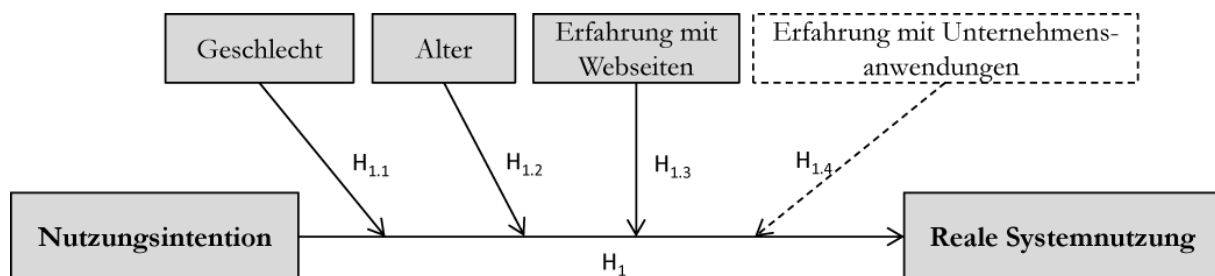 Geschlecht
Alter
Erfahrung mit
Webseiten
Erfahrung mit Unternehmens-
anwendungen
H1.1
H1.2
H1.3
H1.4
Nutzungsintention
Reale Systemnutzung
H1